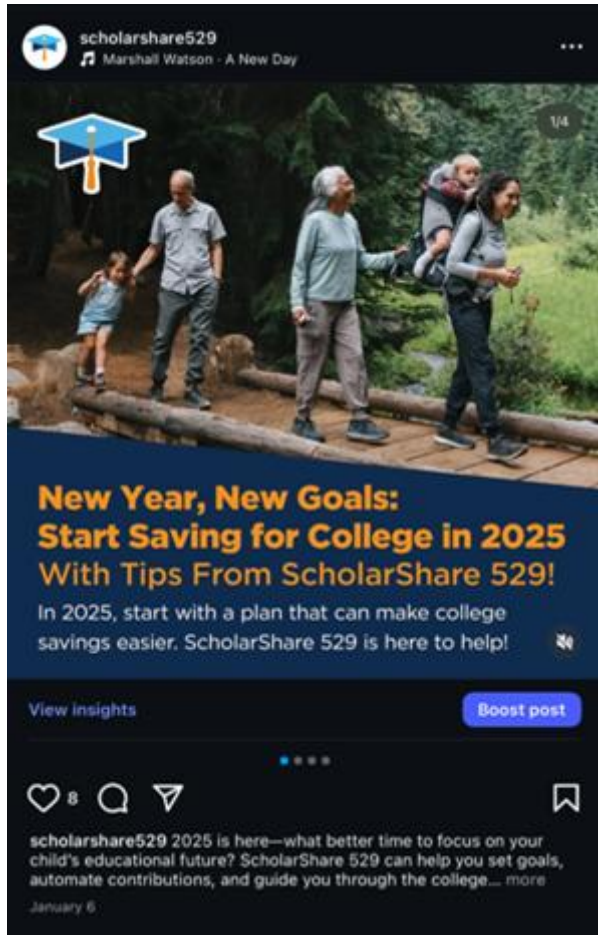 scholarshare529
Marshall Watson · A New Day
1/4
New Year, New Goals:
Start Saving for College in 2025
With Tips From ScholarShare 529!
In 2025, start with a plan that can make college
savings easier. ScholarShare 529 is here to help!
View insights
Boost post
8
scholarshare529 2025 is here—what better time to focus on your
child's educational future? ScholarShare 529 can help you set goals,
automate contributions, and guide you through the college... more
January 6